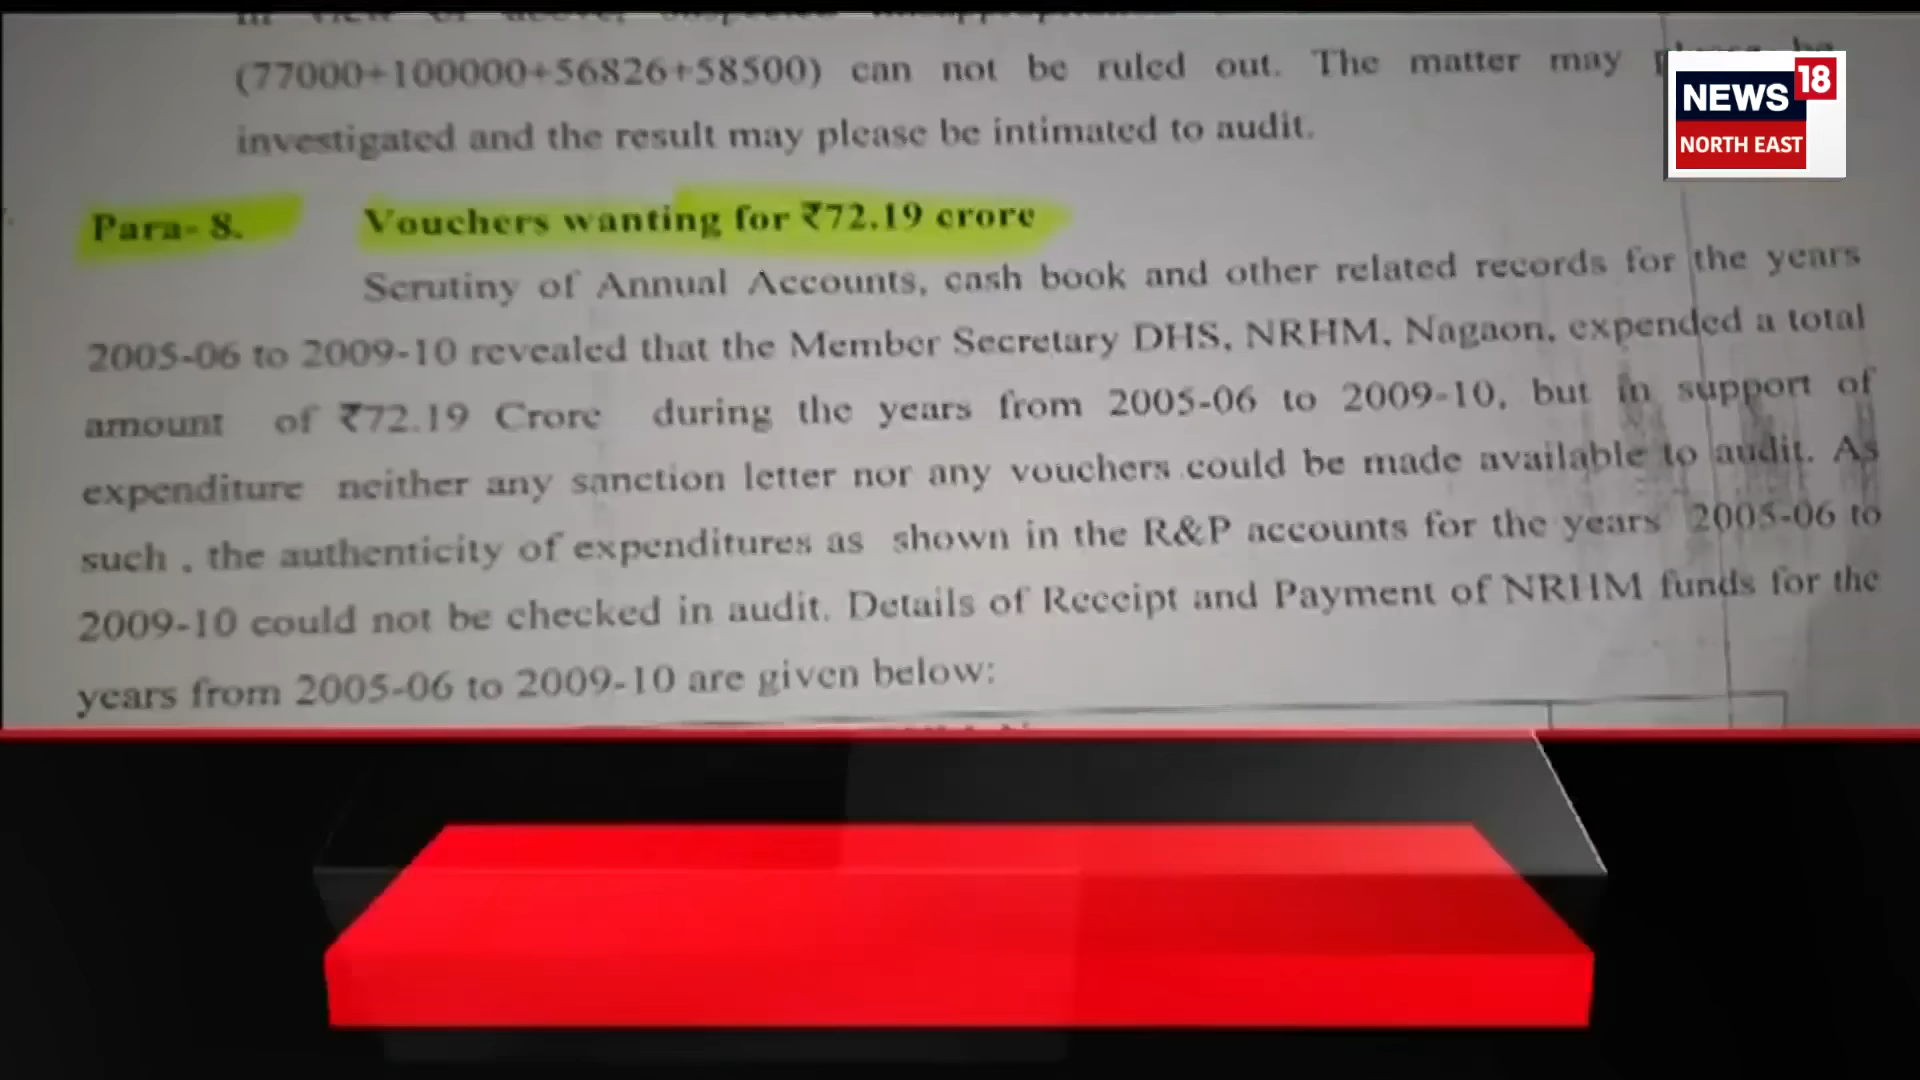 (77000+100000+56826+58500) can not be ruled out. The matter may
investigated and the result may please be intimated to audit.
Para- 8. Vouchers wanting for ₹72.19 crore
Scrutiny of Annual Accounts, cash book and other related records for the years
2005-06 to 2009-10 revealed that the Member Secretary DHS, NRHM, Nagaon, expended a total
amount of ₹72.19 Crore during the years from 2005-06 to 2009-10, but in support of
expenditure neither any sanction letter nor any vouchers could be made available to audit. As
such , the authenticity of expenditures as shown in the R&P accounts for the years 2005-06 to
2009-10 could not be checked in audit. Details of Receipt and Payment of NRHM funds for the
years from 2005-06 to 2009-10 are given below:
NEWS 18
NORTH EAST